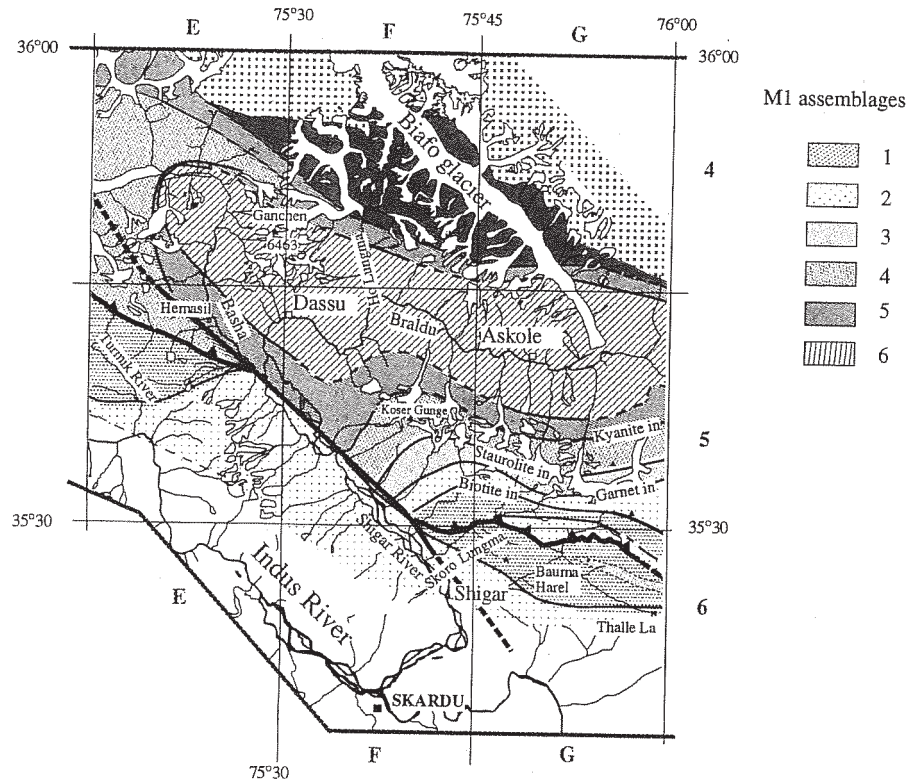 75°30
75°45
76°00
E
F
G
36°00
36°00
M1 assemblages
1
2
3
4
5
6
4
Biafo glacier
Ganchen
6463
Hoh Lungma
Dassu
Hemasil
Basha
Braldu
Askole
Turmik River
Koser Gunge
Kyanite in
5
Staurolite in
Biotite in
Garnet in
35°30
35°30
Shigar River
Skoro Lungma
Indus River
E
Bauma
Harel
Shigar
6
Thalle La
SKARDU
F
G
75°30